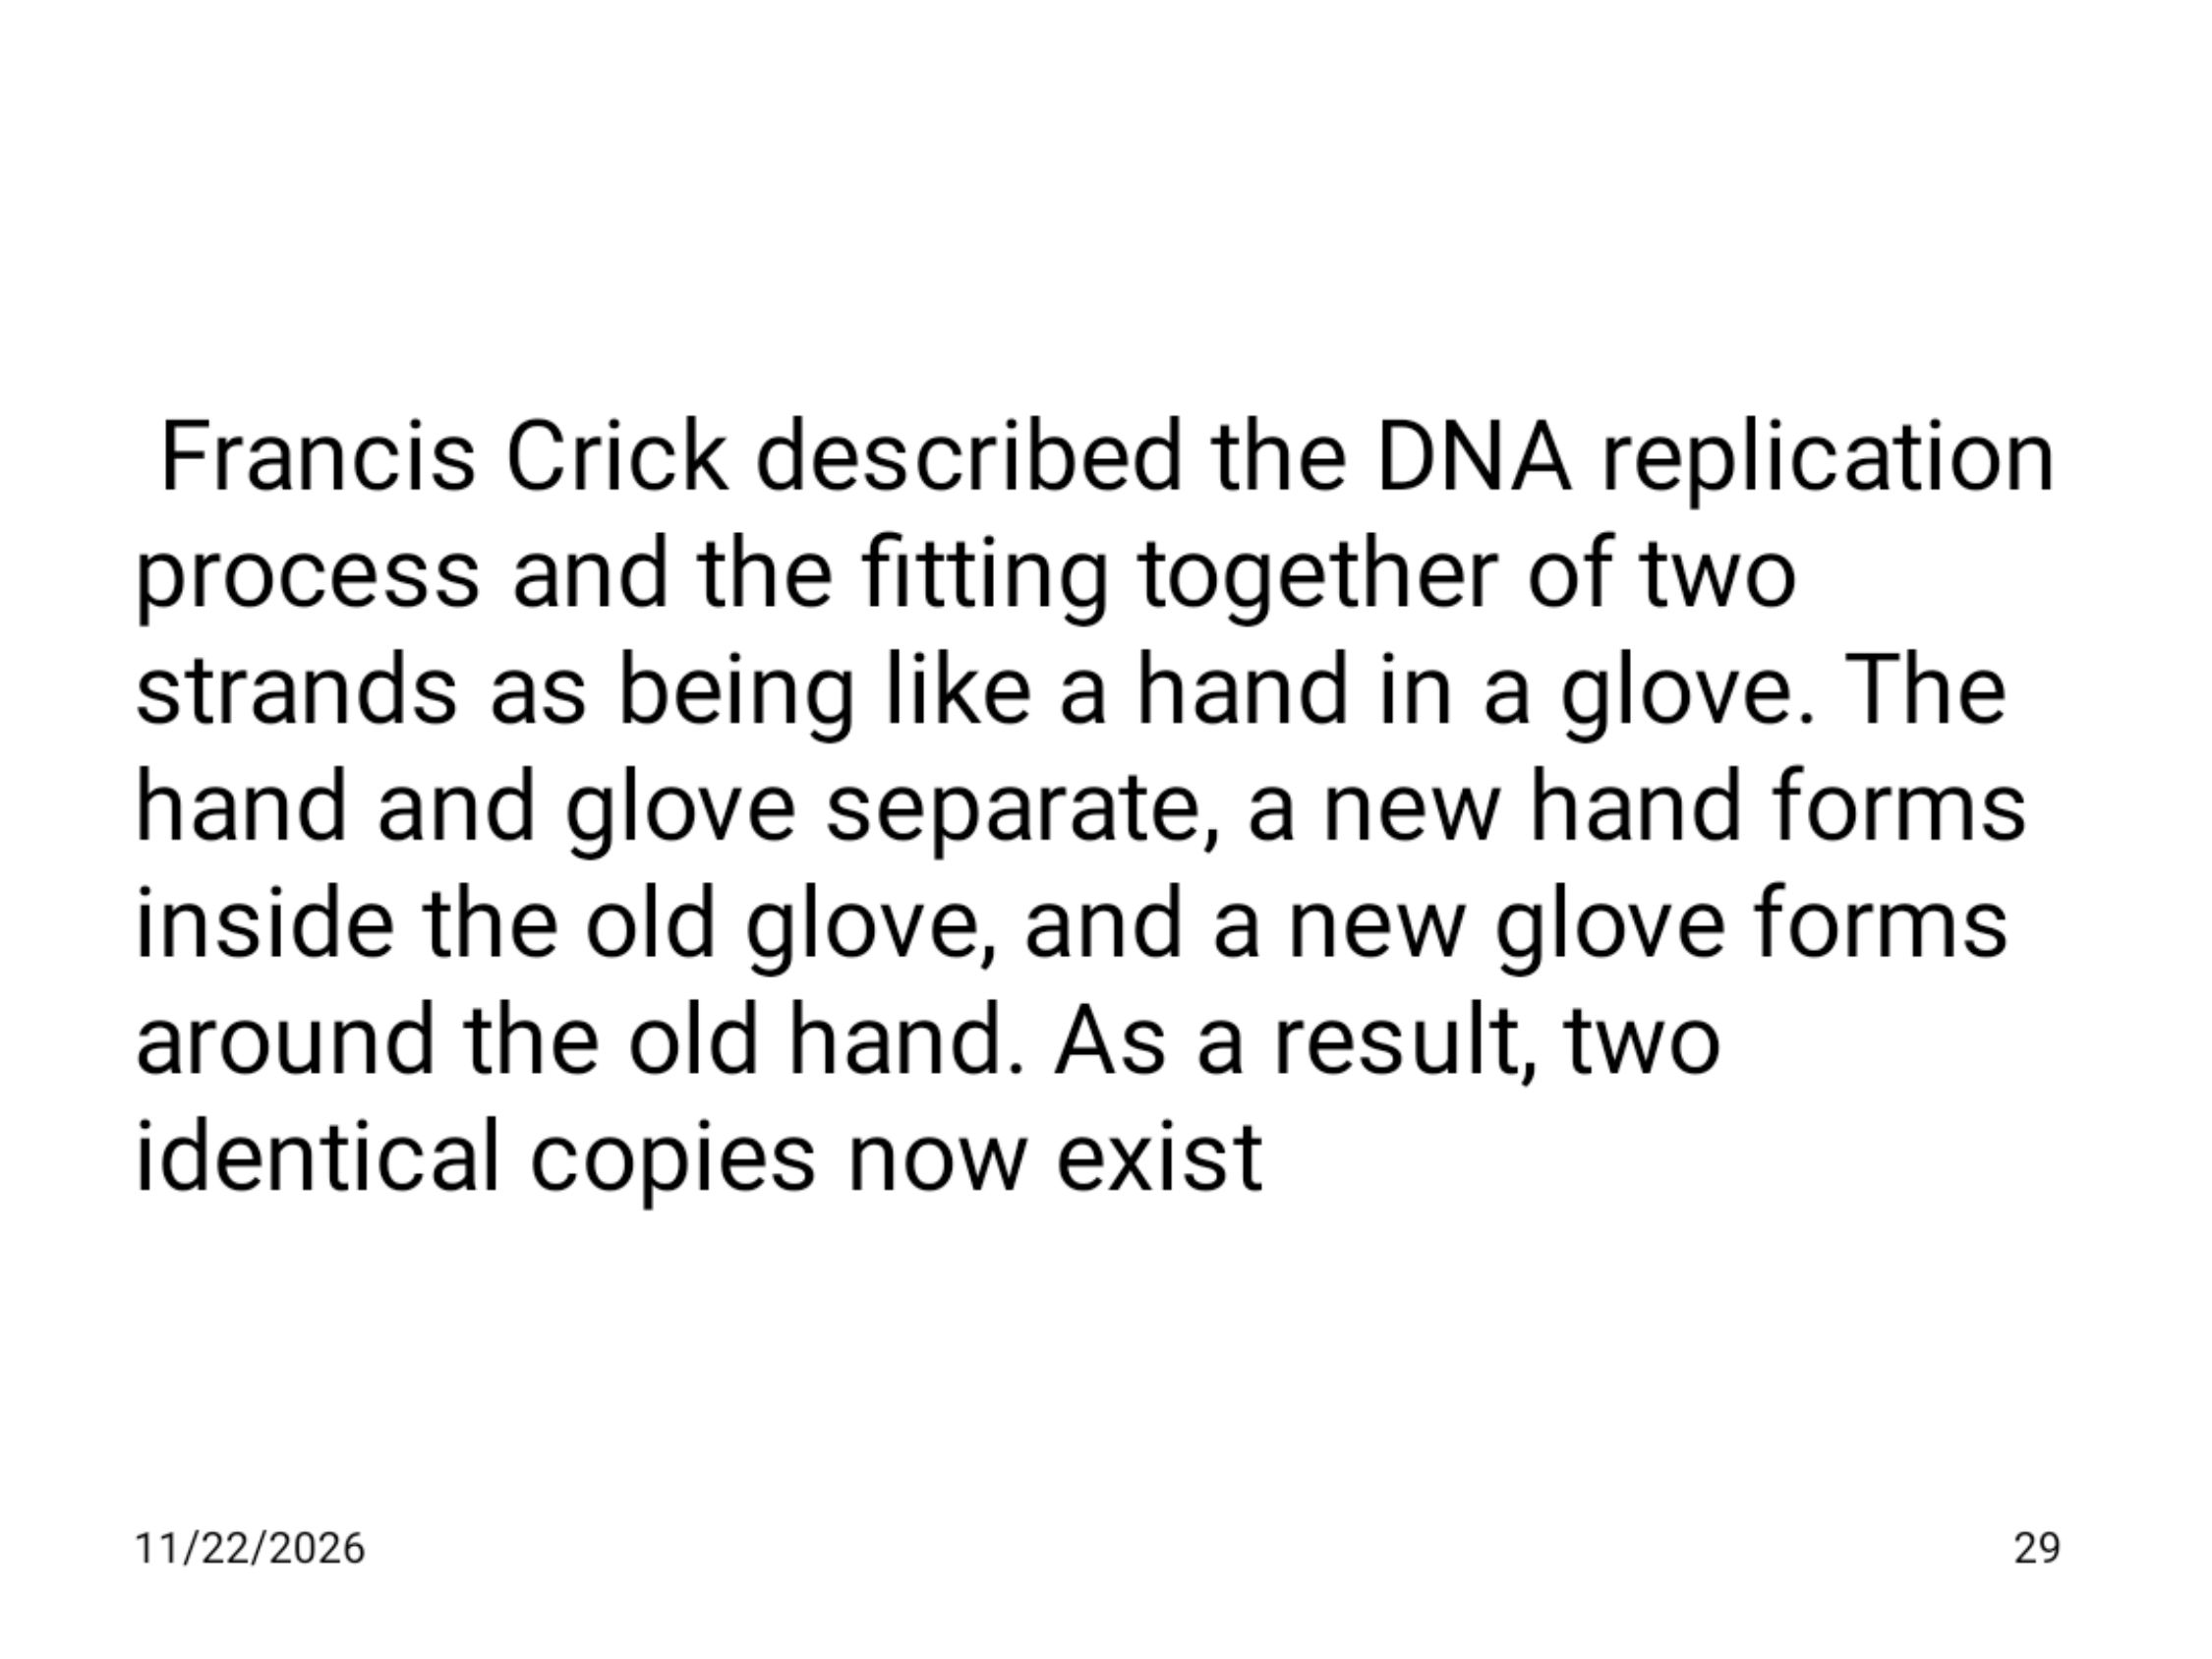 Francis Crick described the DNA replication
process and the fitting together of two
strands as being like a hand in a glove. The
hand and glove separate, a new hand forms
inside the old glove, and a new glove forms
around the old hand. As a result, two
identical copies now exist
11/22/2026
29